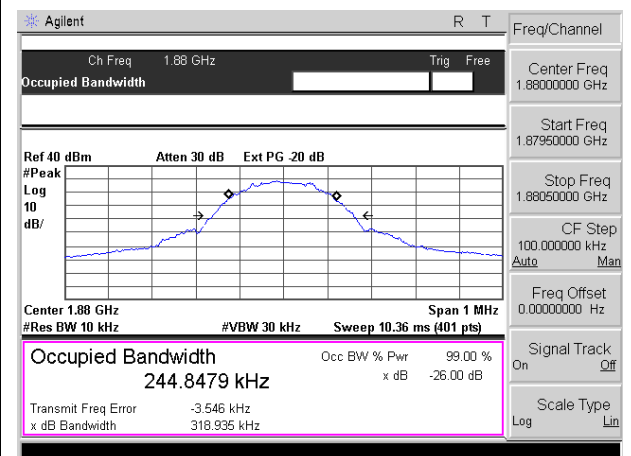 Agilent R T
Ch Freq 1.88 GHz Trig Free
Occupied Bandwidth
Ref 40 dBm Atten 30 dB Ext PG -20 dB
#Peak
Log
10
dB/
Center 1.88 GHz Span 1 MHz
#Res BW 10 kHz #VBW 30 kHz Sweep 10.36 ms (401 pts)
Occupied Bandwidth Occ BW % Pwr 99.00 %
244.8479 kHz x dB -26.00 dB
Transmit Freq Error -3.546 kHz
x dB Bandwidth 318.935 kHz
Freq/Channel
Center Freq
1.88000000 GHz
Start Freq
1.87950000 GHz
Stop Freq
1.88050000 GHz
CF Step
100.000000 kHz
Auto Man
Freq Offset
0.00000000 Hz
Signal Track
On Off
Scale Type
Log Lin